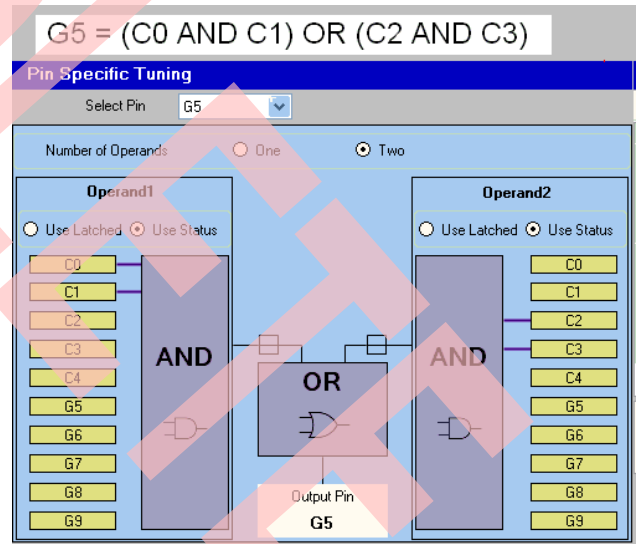 G5 = (C0 AND C1) OR (C2 AND C3)
Pin Specific Tuning
Select Pin G5
Number of Operands One Two
Operand1
Use Latched Use Status
C0
C1
C2
C3
C4
G5
G6
G7
G8
G9
AND
OR
Output Pin
G5
Operand2
Use Latched Use Status
AND
C0
C1
C2
C3
C4
G5
G6
G7
G8
G9